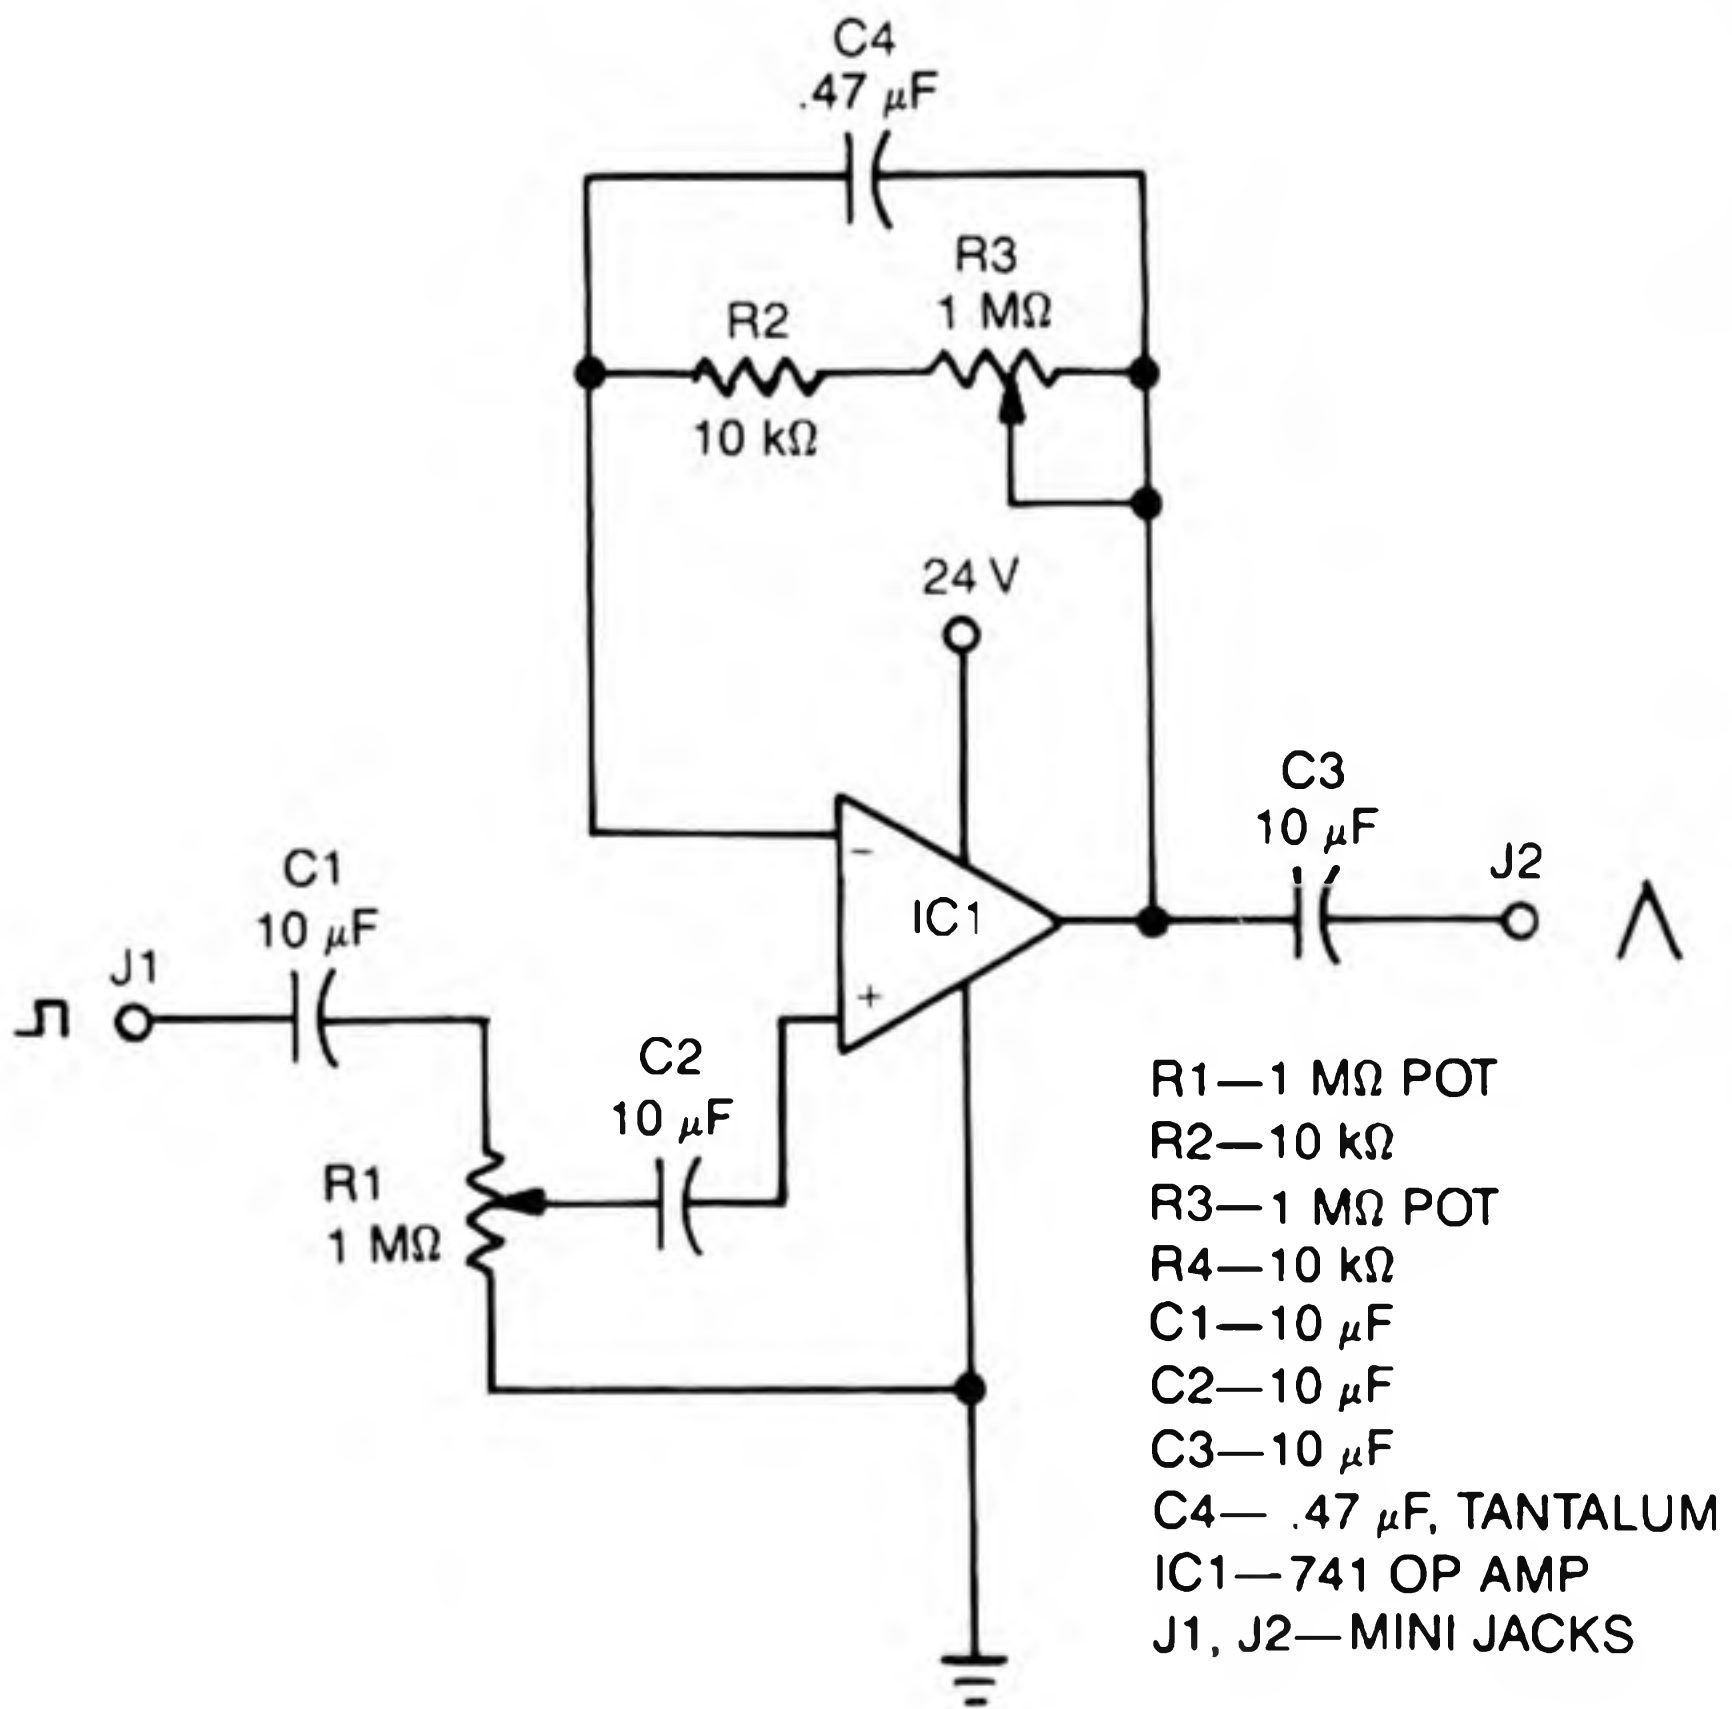 C4
.47 μF
R3
1 MΩ
R2
10 kΩ
24 V
C3
10 μF
J2
C1
10 μF
J1
−
IC1
+
C2
10 μF
R1
1 MΩ
R1—1 MΩ POT
R2—10 kΩ
R3—1 MΩ POT
R4—10 kΩ
C1—10 μF
C2—10 μF
C3—10 μF
C4— .47 μF, TANTALUM
IC1—741 OP AMP
J1, J2—MINI JACKS